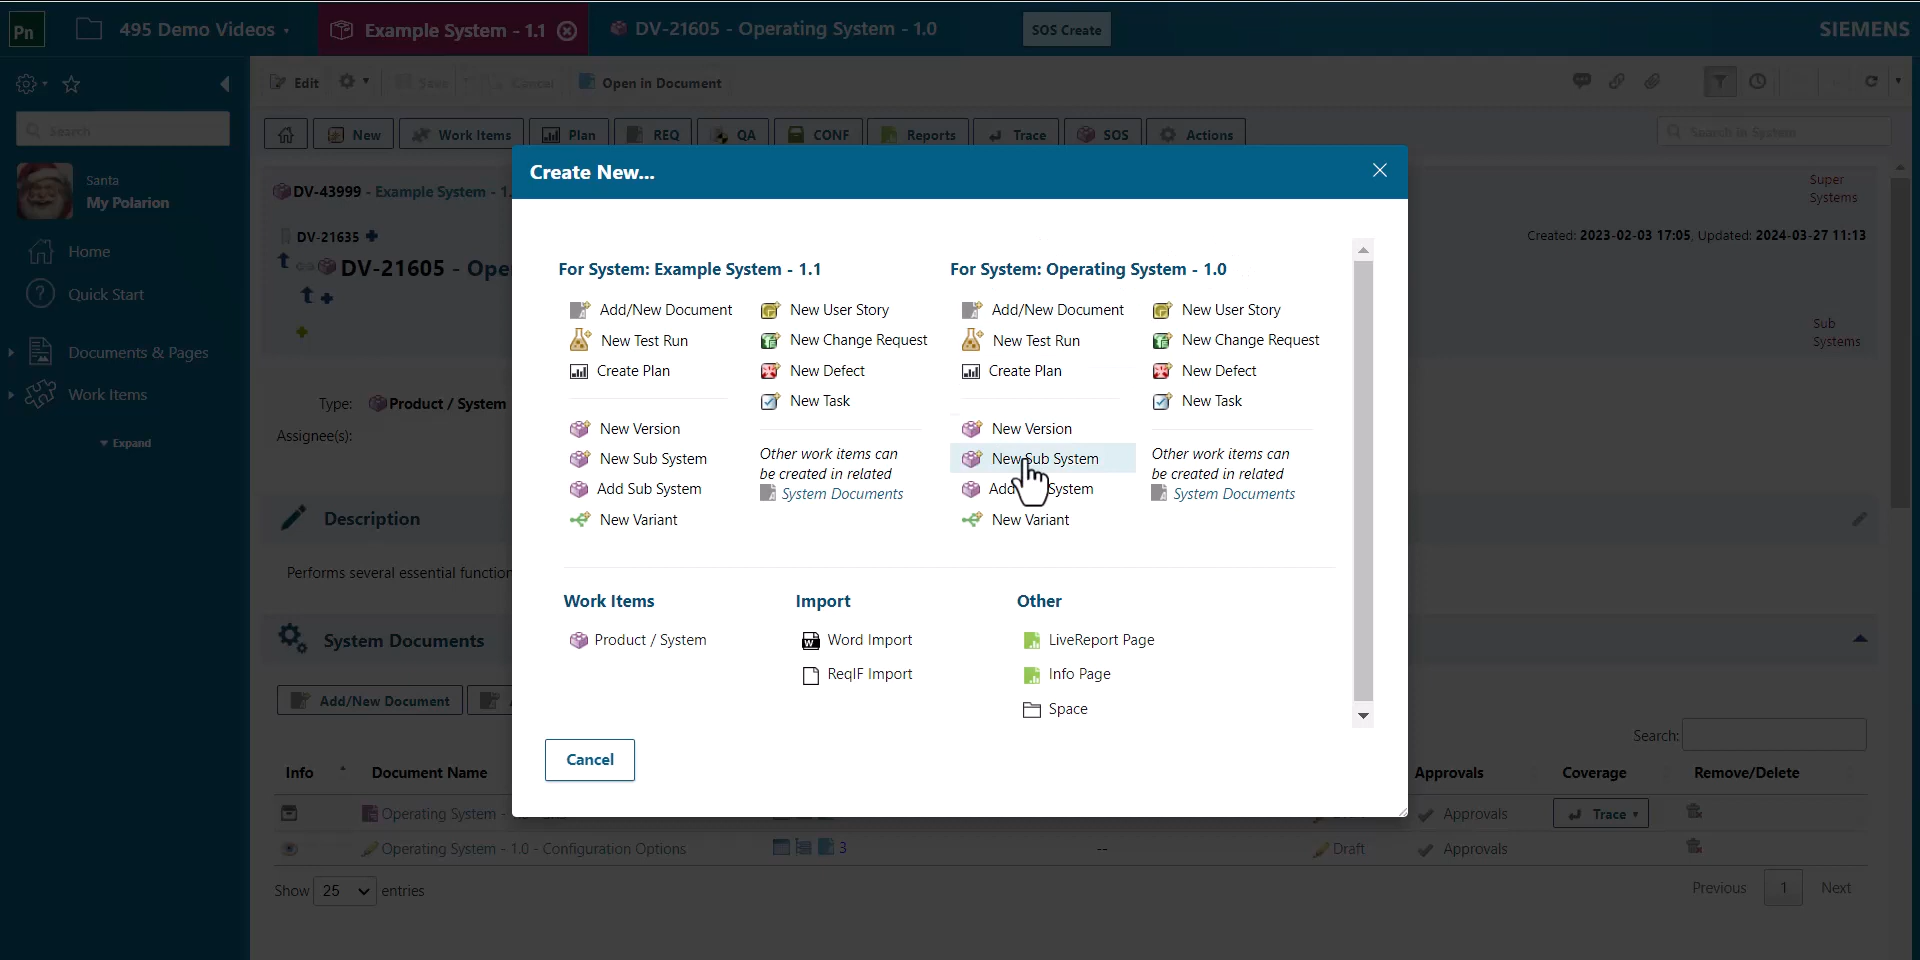 Pn 495 Demo Videos Example System - 1.1 DV-21605 - Operating System - 1.0 SOS Create SIEMENS
Edit Save Cancel Open in Document
Search
New Work Items Plan REQ QA CONF Reports Trace SOS Actions Search in System
Santa
My Polarion
Home
Quick Start
Documents & Pages
Work Items
Expand
DV-43999 - Example System - 1.
DV-21635
DV-21605 - Ope
Super
Systems
Created: 2023-02-03 17:05, Updated: 2024-03-27 11:13
Sub
Systems
Type: Product / System
Assignee(s):
Description
Performs several essential function
System Documents
Add/New Document
Create New...
For System: Example System - 1.1
Add/New Document
New Test Run
Create Plan
New Version
New Sub System
Add Sub System
New Variant
New User Story
New Change Request
New Defect
New Task
Other work items can
be created in related
System Documents
For System: Operating System - 1.0
Add/New Document
New Test Run
Create Plan
New Version
New Sub System
Add System
New Variant
New User Story
New Change Request
New Defect
New Task
Other work items can
be created in related
System Documents
Work Items
Product / System
Import
Word Import
ReqIF Import
Other
LiveReport Page
Info Page
Space
Cancel
Search:
Info Document Name Approvals Coverage Remove/Delete
Operating System - Approvals Trace
Operating System - 1.0 - Configuration Options 3 -- Draft Approvals
Show 25 entries Previous 1 Next